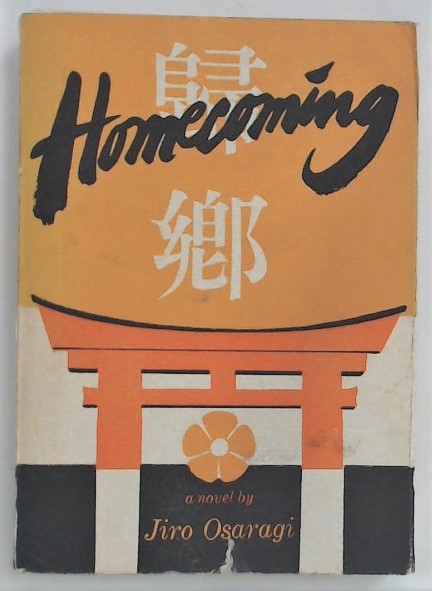 歸
Homecoming
鄉
a novel by
Jiro Osaragi